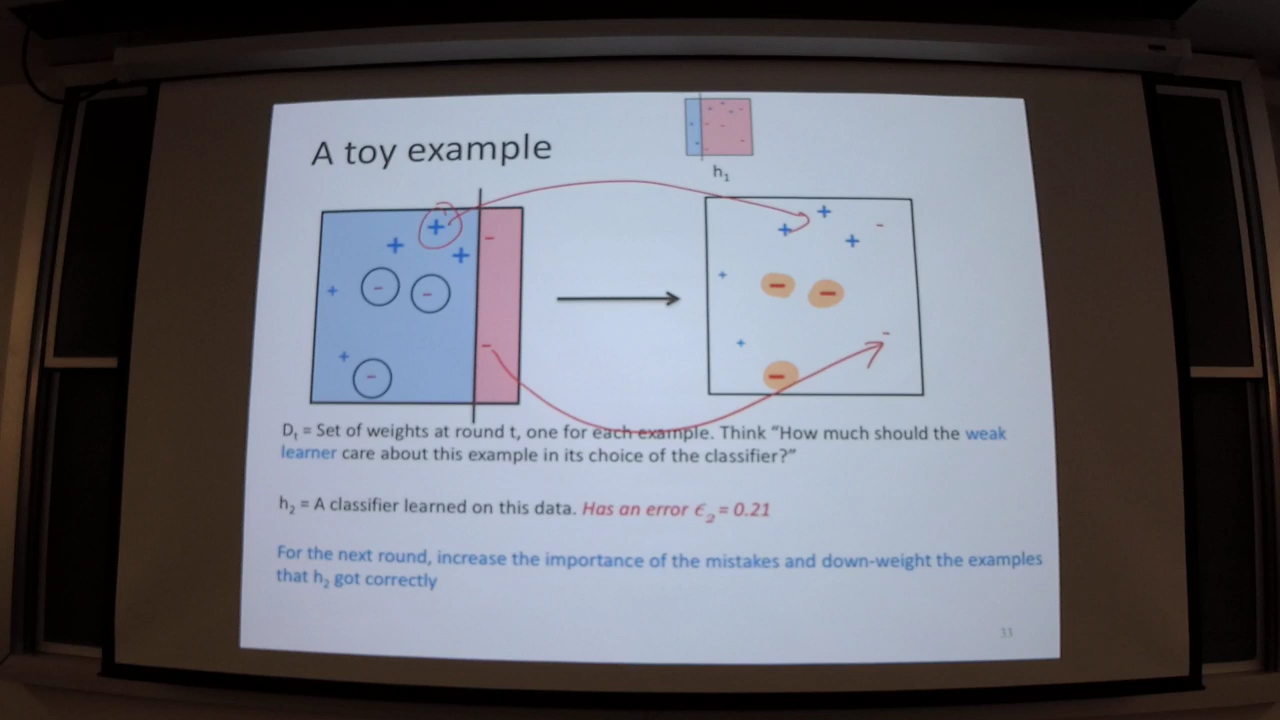 A toy example
h₁
Dₜ = Set of weights at round t, one for each example. Think “How much should the weak
learner care about this example in its choice of the classifier?”
h₂ = A classifier learned on this data. Has an error ϵ₂ = 0.21
For the next round, increase the importance of the mistakes and down-weight the examples
that h₂ got correctly
33